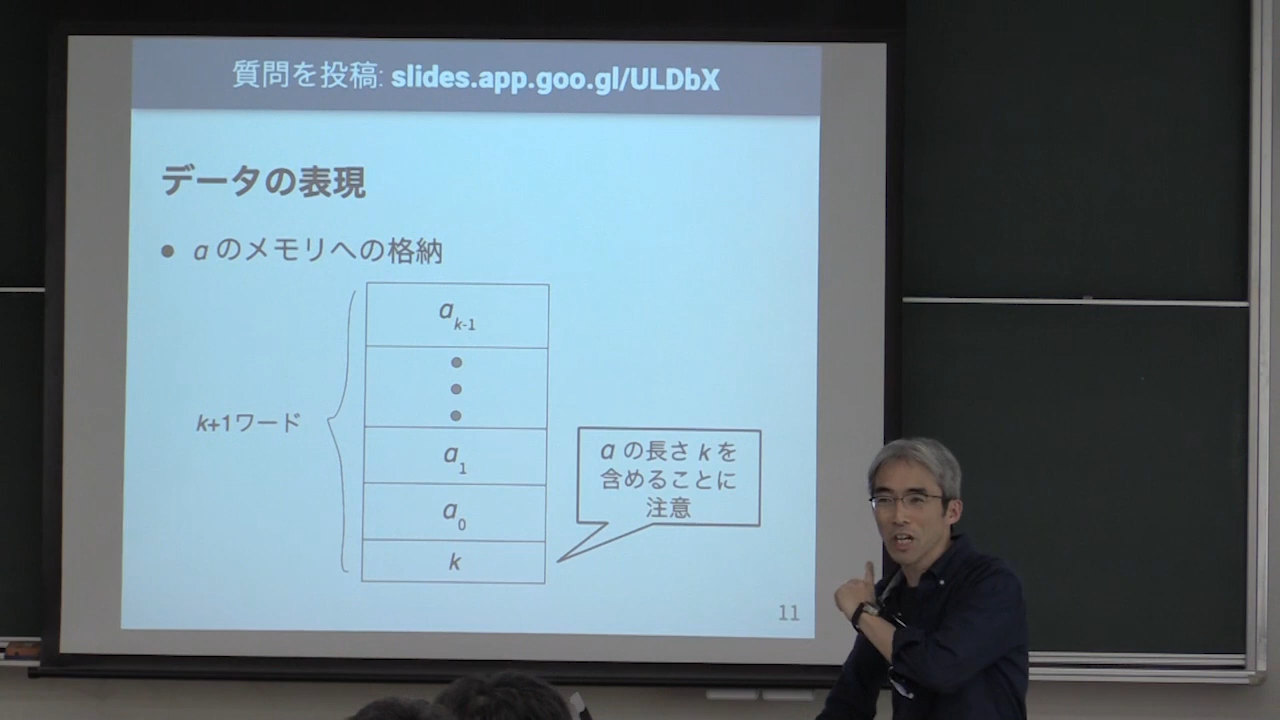 質問を投稿: slides.app.goo.gl/ULDbX
データの表現
● a のメモリへの格納
a k-1
k+1ワード
a 1
a 0
k
a の長さ k を
含めることに
注意
11